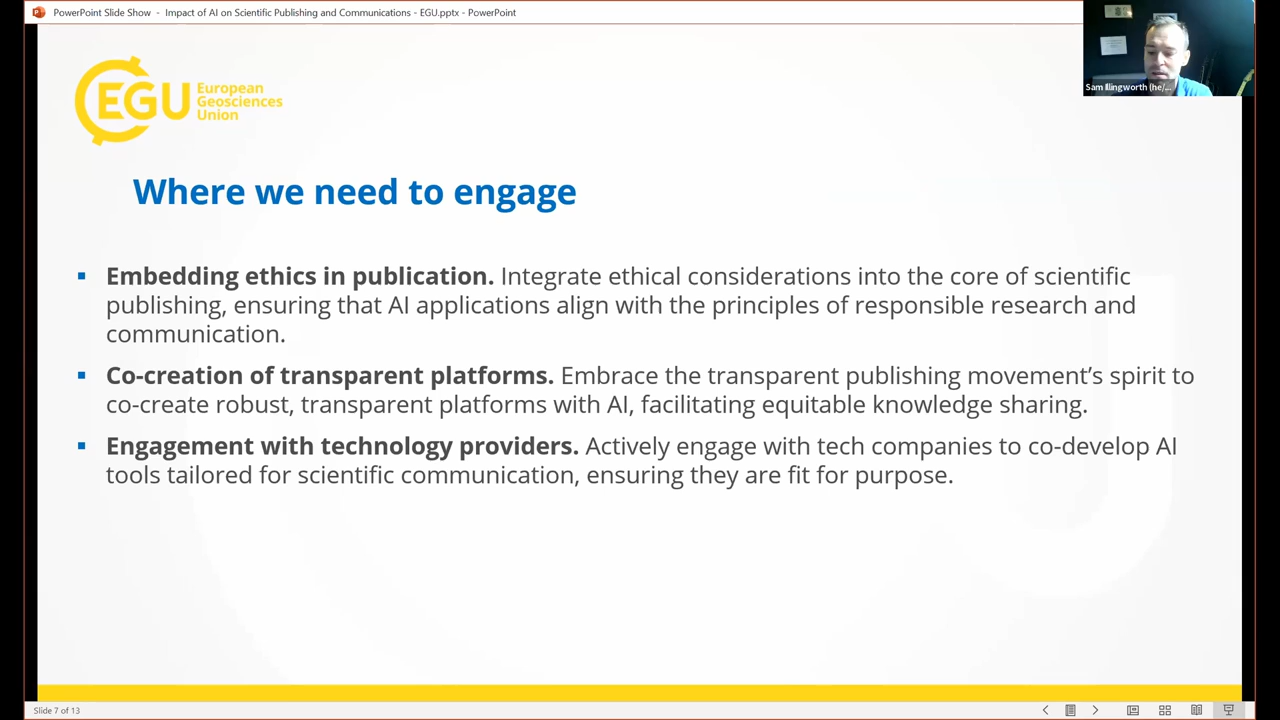 PowerPoint Slide Show - Impact of AI on Scientific Publishing and Communications - EGU.pptx - PowerPoint
Sam Illingworth (he/...
EGU European
Geosciences
Union
Where we need to engage
▪ Embedding ethics in publication. Integrate ethical considerations into the core of scientific
publishing, ensuring that AI applications align with the principles of responsible research and
communication.
▪ Co-creation of transparent platforms. Embrace the transparent publishing movement's spirit to
co-create robust, transparent platforms with AI, facilitating equitable knowledge sharing.
▪ Engagement with technology providers. Actively engage with tech companies to co-develop AI
tools tailored for scientific communication, ensuring they are fit for purpose.
Slide 7 of 13